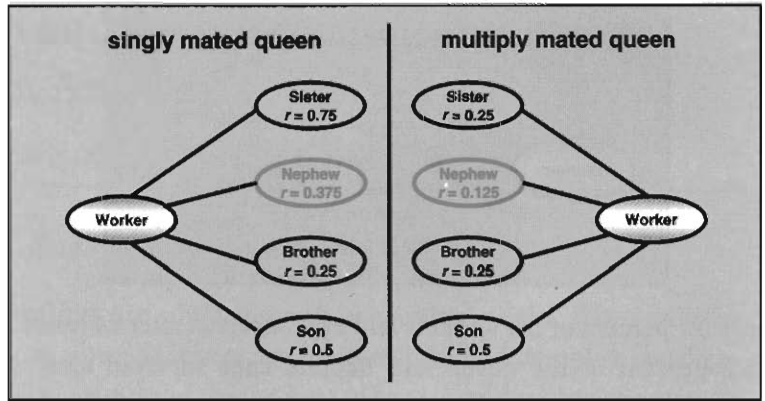 singly mated queen
multiply mated queen
Sister
r = 0.75
Nephew
r = 0.375
Worker
Brother
r = 0.25
Son
r = 0.5
Sister
r = 0.25
Nephew
r = 0.125
Worker
Brother
r = 0.25
Son
r = 0.5